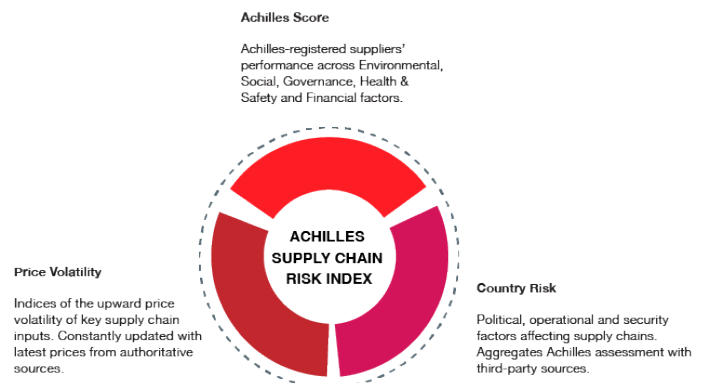 Achilles Score
Achilles-registered suppliers'
performance across Environmental,
Social, Governance, Health &
Safety and Financial factors.
ACHILLES
SUPPLY CHAIN
RISK INDEX
Price Volatility
Indices of the upward price
volatility of key supply chain
inputs. Constantly updated with
latest prices from authoritative
sources.
Country Risk
Political, operational and security
factors affecting supply chains.
Aggregates Achilles assessment with
third-party sources.